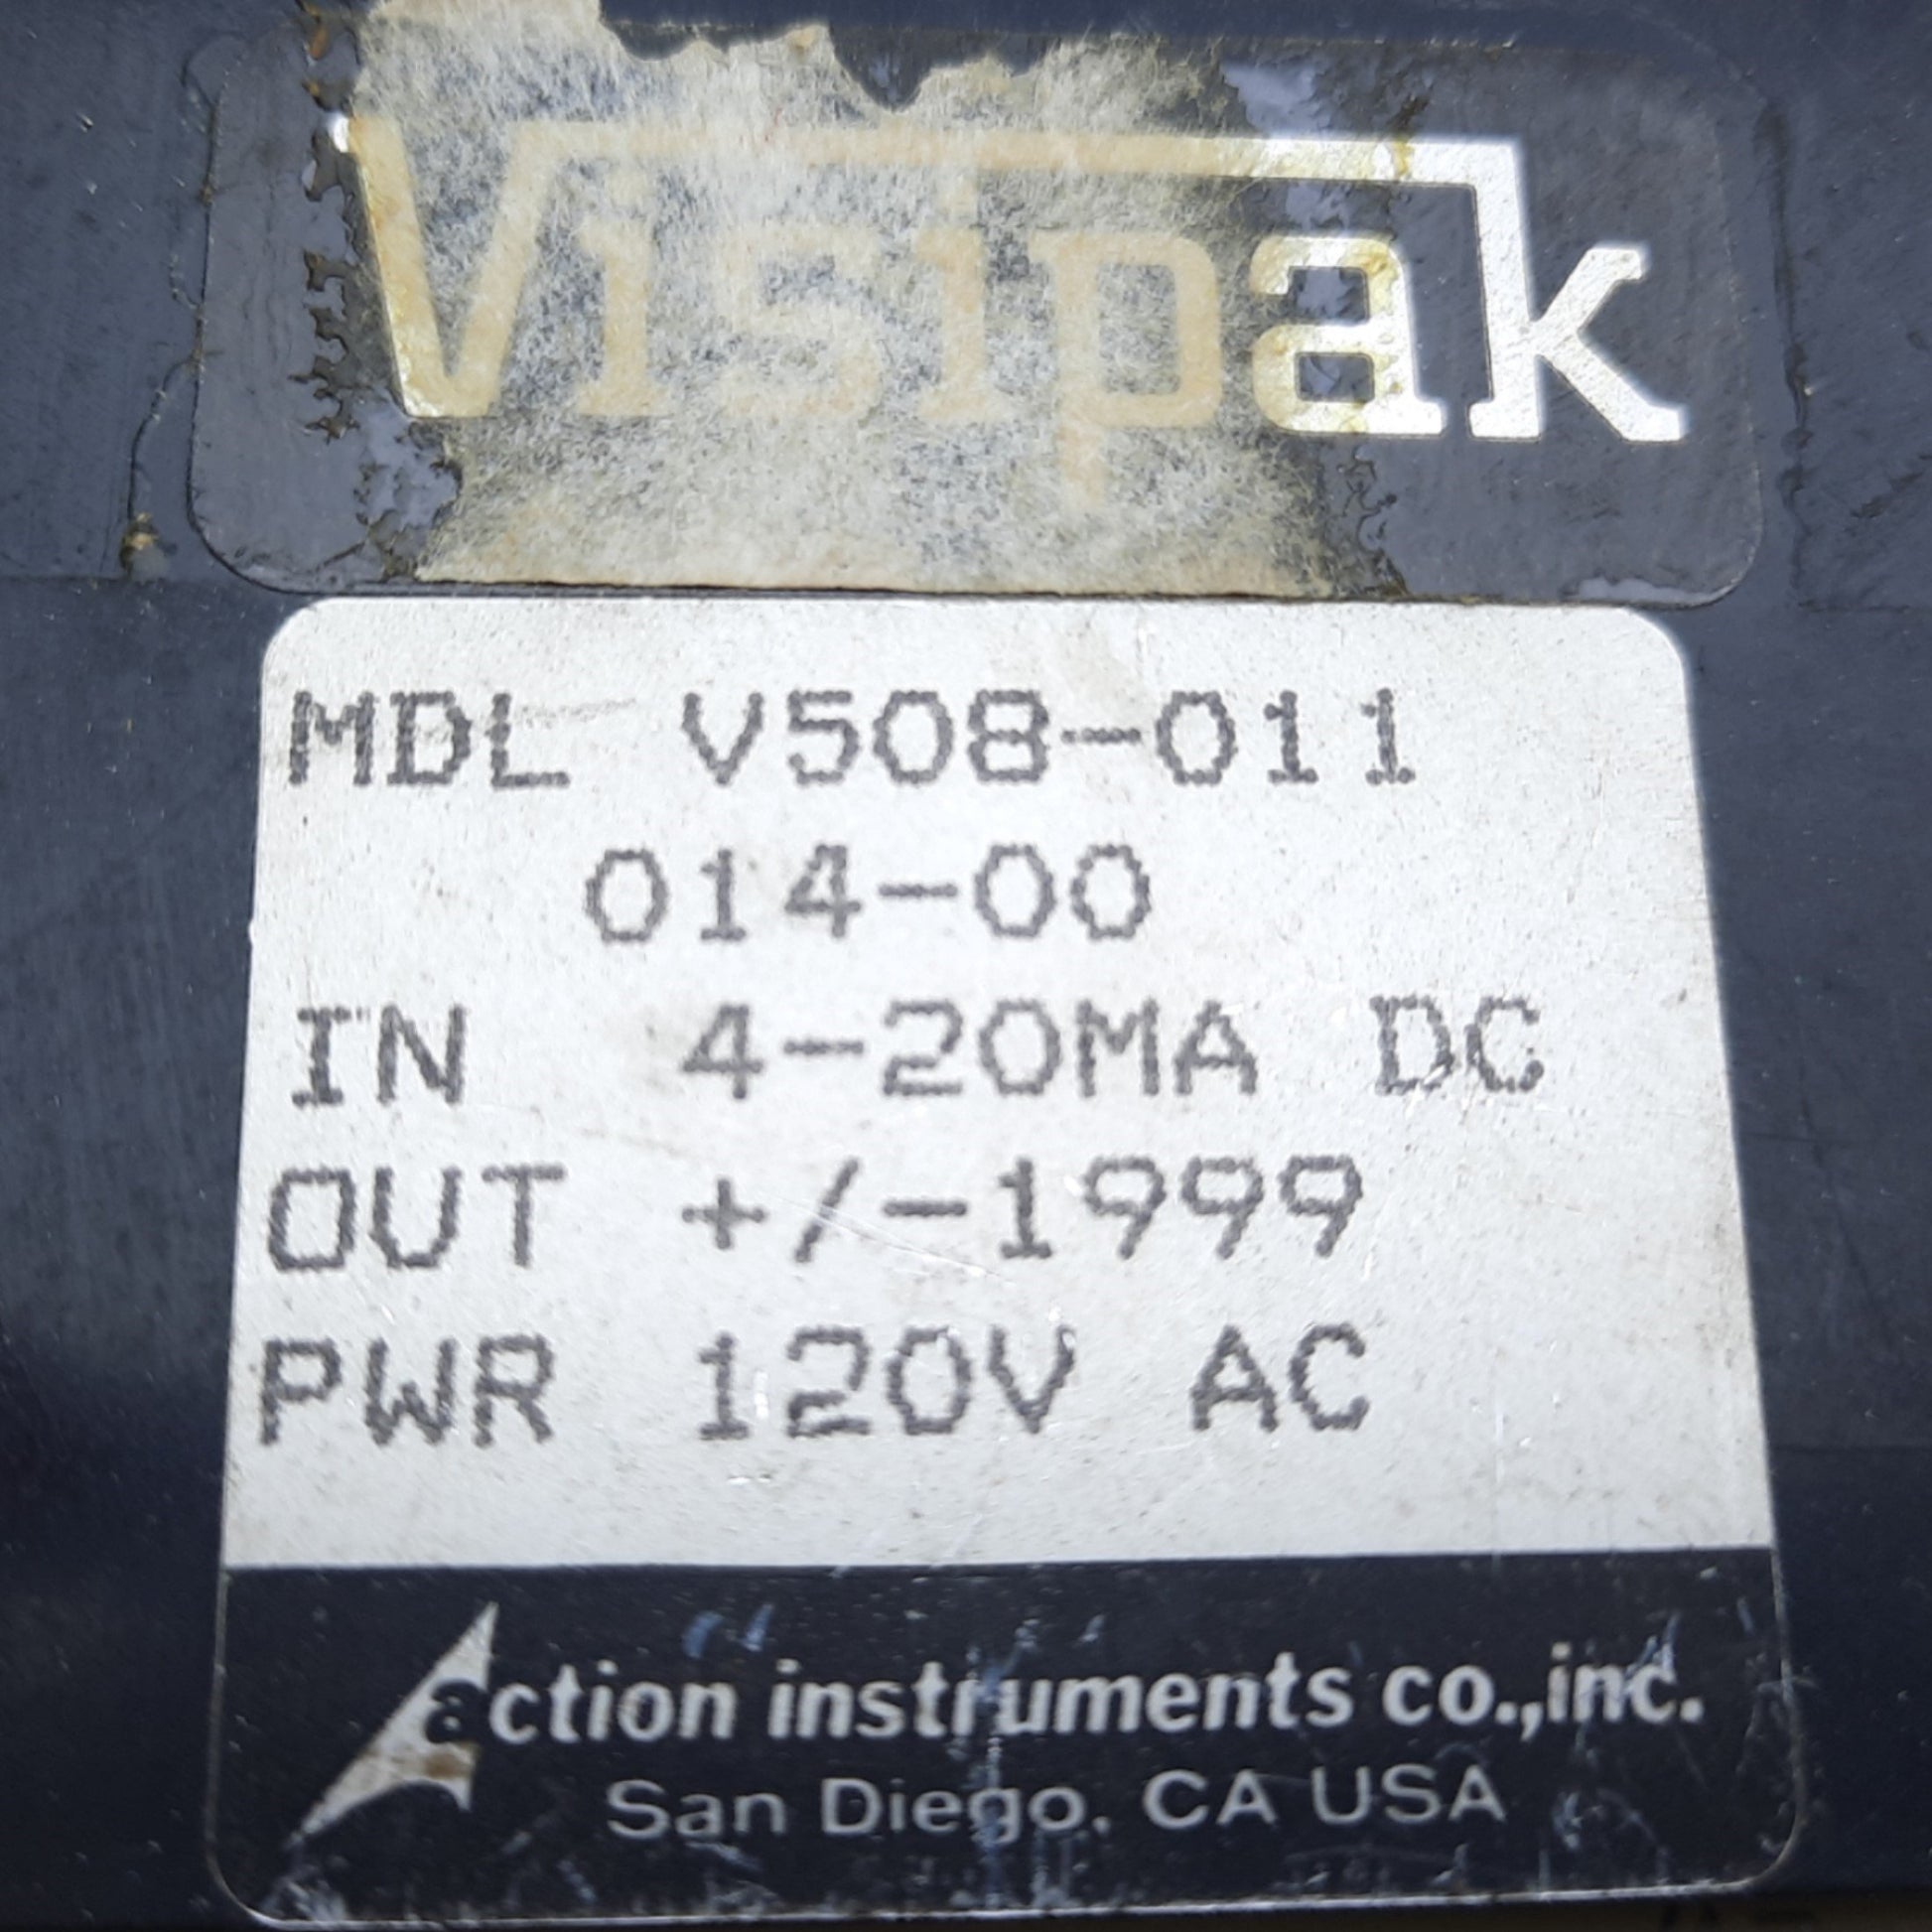 Visipak
MDL V508-011
014-00
IN 4-20MA DC
OUT +/-1999
PWR 120V AC
action instruments co.,inc.
San Diego, CA USA